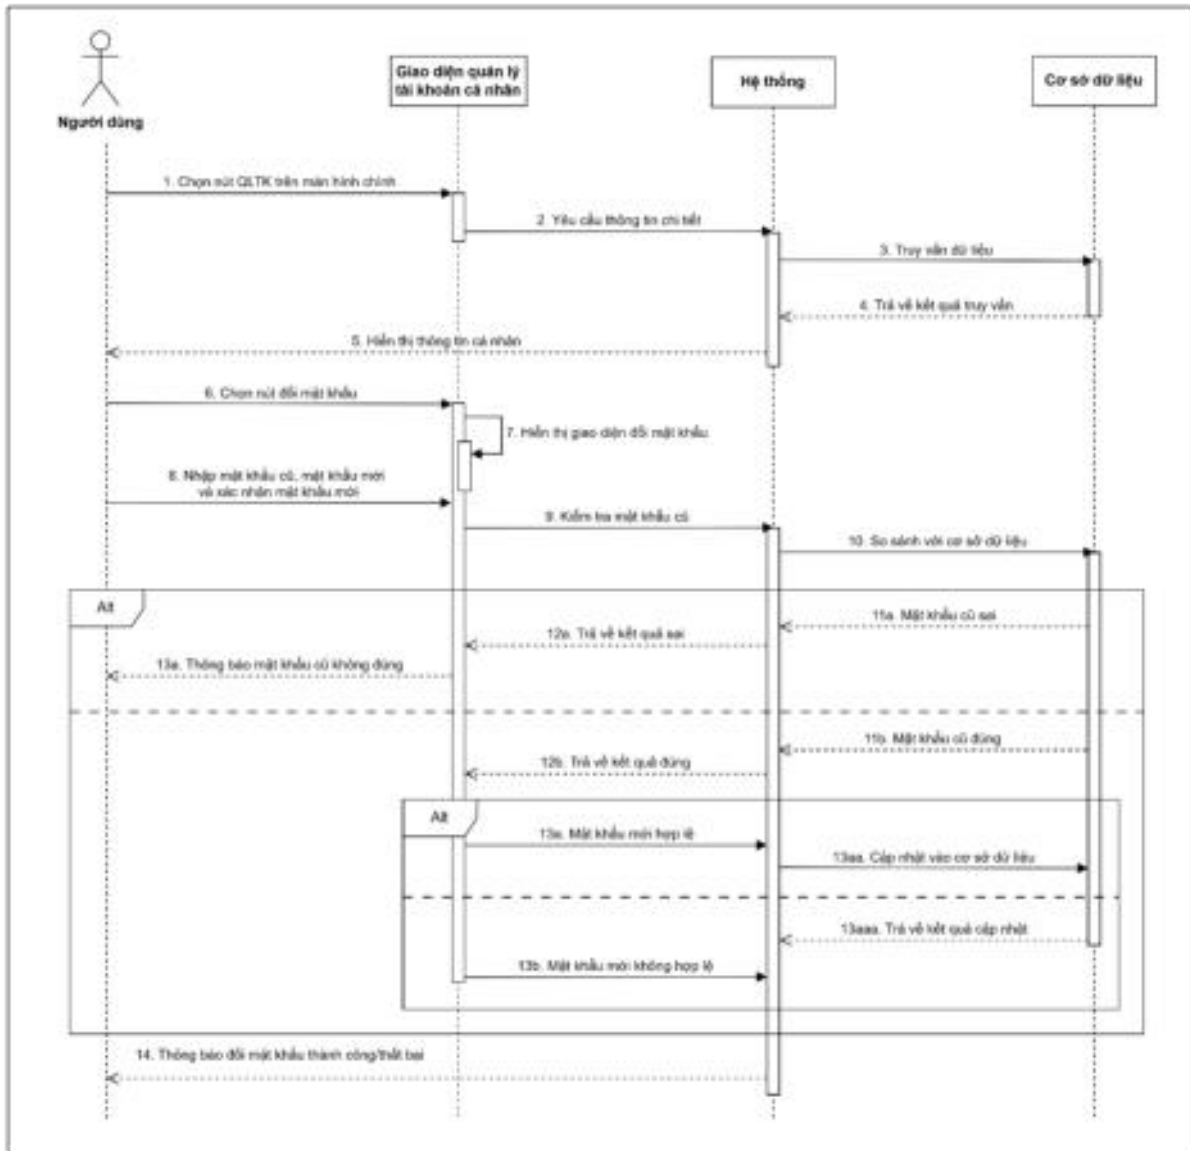 Người dùng
Giao diện quản lý
tài khoản cá nhân
Hệ thống
Cơ sở dữ liệu
1. Chọn nút QLTK trên màn hình chính
2. Yêu cầu thông tin chi tiết
3. Truy vấn dữ liệu
4. Trả về kết quả truy vấn
5. Hiển thị thông tin cá nhân
6. Chọn nút đổi mật khẩu
7. Hiển thị giao diện đổi mật khẩu
8. Nhập mật khẩu cũ, mật khẩu mới
và xác nhận mật khẩu mới
9. Kiểm tra mật khẩu cũ
10. So sánh với cơ sở dữ liệu
Alt
11a. Mật khẩu cũ sai
12a. Trả về kết quả sai
13a. Thông báo mật khẩu cũ không đúng
11b. Mật khẩu cũ đúng
12b. Trả về kết quả đúng
Alt
13a. Mật khẩu mới hợp lệ
13aa. Cập nhật vào cơ sở dữ liệu
13aaa. Trả về kết quả cập nhật
13b. Mật khẩu mới không hợp lệ
14. Thông báo đổi mật khẩu thành công/thất bại